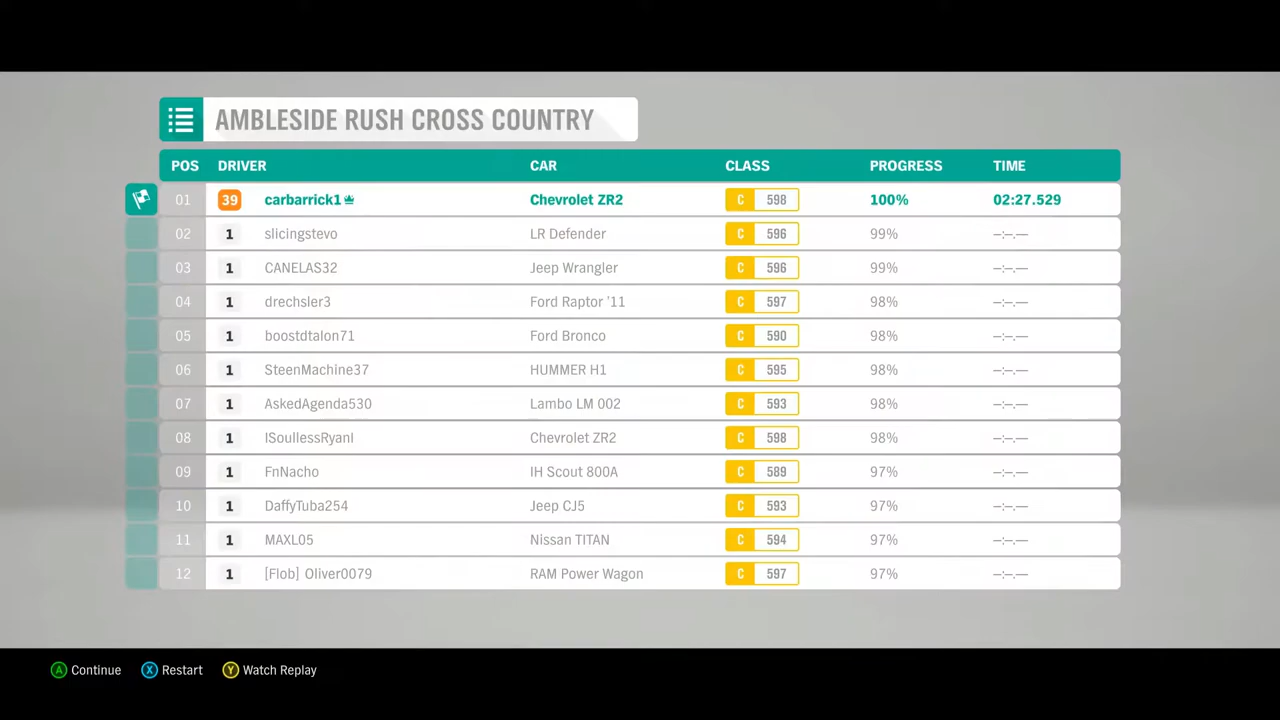 AMBLESIDE RUSH CROSS COUNTRY
POS DRIVER CAR CLASS PROGRESS TIME
01 39 carbarrick1 Chevrolet ZR2 C 598 100% 02:27.529
02 1 slicingstevo LR Defender C 596 99% --:--.---
03 1 CANELAS32 Jeep Wrangler C 596 99% --:--.---
04 1 drechsler3 Ford Raptor '11 C 597 98% --:--.---
05 1 boostdtalon71 Ford Bronco C 590 98% --:--.---
06 1 SteenMachine37 HUMMER H1 C 595 98% --:--.---
07 1 AskedAgenda530 Lambo LM 002 C 593 98% --:--.---
08 1 ISoullessRyanI Chevrolet ZR2 C 598 98% --:--.---
09 1 FnNacho IH Scout 800A C 589 97% --:--.---
10 1 DaffyTuba254 Jeep CJ5 C 593 97% --:--.---
11 1 MAXL05 Nissan TITAN C 594 97% --:--.---
12 1 [Flob] Oliver0079 RAM Power Wagon C 597 97% --:--.---
A Continue X Restart Y Watch Replay